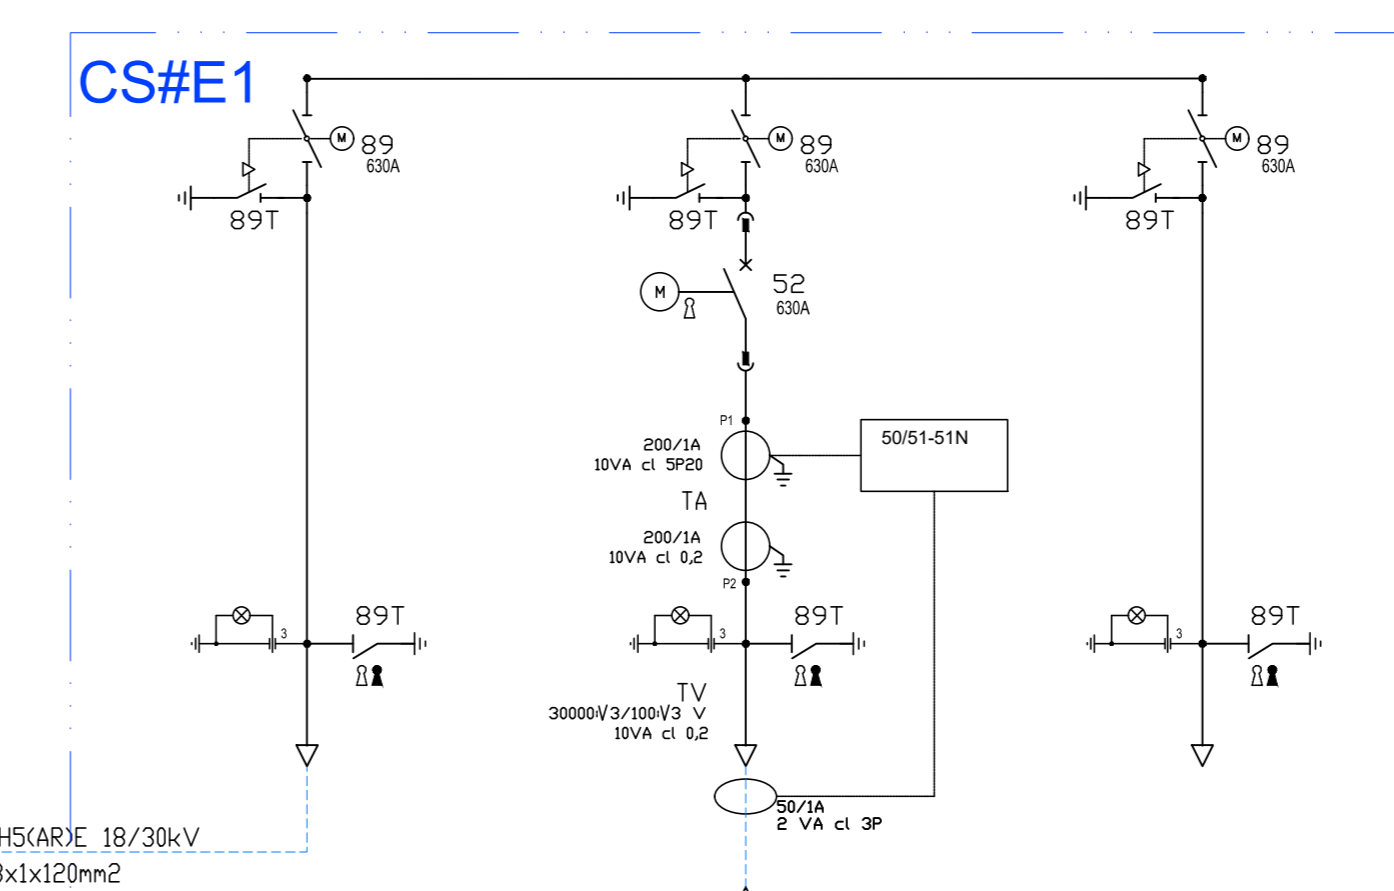 CS#E1
M 89
630A
89T
M 89
630A
89T
M 89
630A
89T
M
52
630A
P1
200/1A
10VA cl 5P20
50/51-51N
TA
200/1A
10VA cl 0,2
P2
3
89T
3
89T
3
89T
TV
30000:√3/100:√3 V
10VA cl 0,2
50/1A
2 VA cl 3P
H5(AR)E 18/30kV
3x1x120mm2